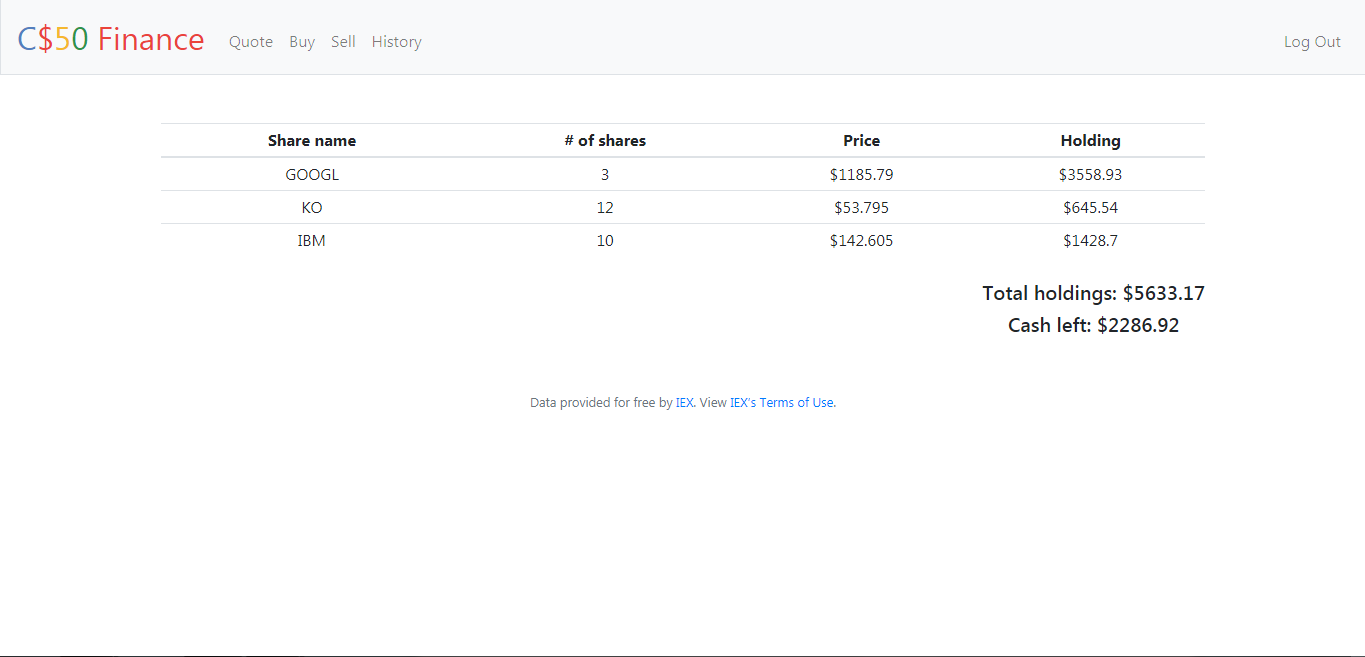 C$50 Finance Quote Buy Sell History Log Out
Share name # of shares Price Holding
GOOGL 3 $1185.79 $3558.93
KO 12 $53.795 $645.54
IBM 10 $142.605 $1428.7
Total holdings: $5633.17
Cash left: $2286.92
Data provided for free by IEX. View IEX's Terms of Use.